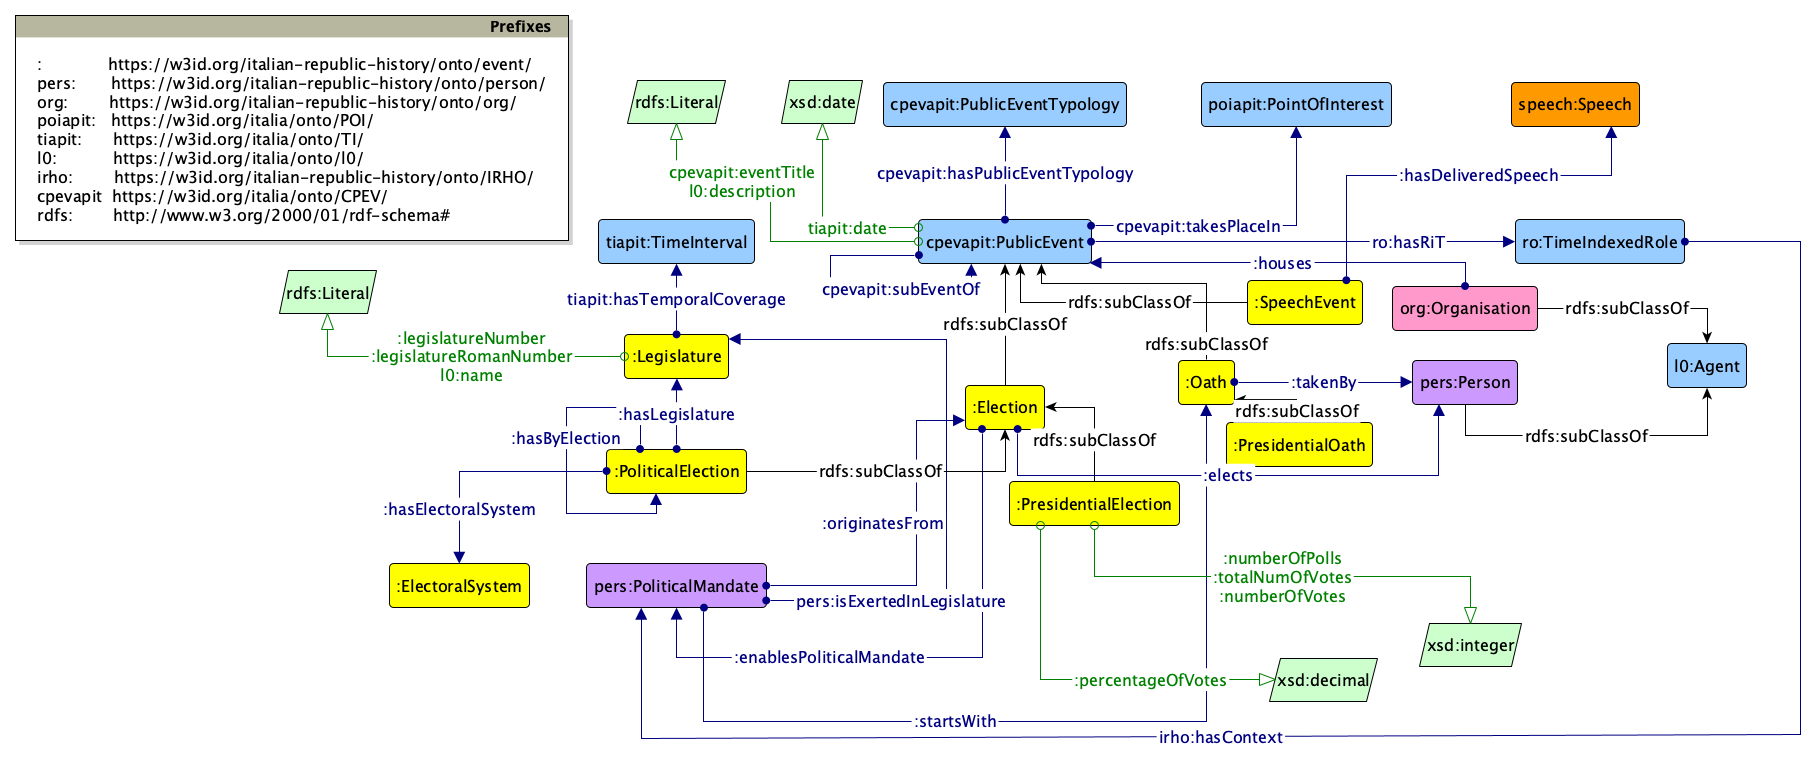 Prefixes
: https://w3id.org/italian-republic-history/onto/event/
pers: https://w3id.org/italian-republic-history/onto/person/
org: https://w3id.org/italian-republic-history/onto/org/
poiapit: https://w3id.org/italia/onto/POI/
tiapit: https://w3id.org/italia/onto/TI/
l0: https://w3id.org/italia/onto/l0/
irho: https://w3id.org/italian-republic-history/onto/IRHO/
cpevapit https://w3id.org/italia/onto/CPEV/
rdfs: http://www.w3.org/2000/01/rdf-schema#
rdfs:Literal
xsd:date
cpevapit:PublicEventTypology
poiapit:PointOfInterest
speech:Speech
cpevapit:eventTitle
l0:description
cpevapit:hasPublicEventTypology
:hasDeliveredSpeech
tiapit:date
cpevapit:takesPlaceIn
tiapit:TimeInterval
cpevapit:PublicEvent
ro:hasRiT
ro:TimeIndexedRole
:houses
cpevapit:subEventOf
rdfs:Literal
tiapit:hasTemporalCoverage
rdfs:subClassOf
:SpeechEvent
org:Organisation
rdfs:subClassOf
rdfs:subClassOf
:legislatureNumber
:legislatureRomanNumber
l0:name
:Legislature
rdfs:subClassOf
l0:Agent
:Oath
:takenBy
pers:Person
:hasLegislature
:Election
rdfs:subClassOf
:hasByElection
rdfs:subClassOf
:PresidentialOath
rdfs:subClassOf
:PoliticalElection
rdfs:subClassOf
:elects
:hasElectoralSystem
:originatesFrom
:PresidentialElection
:numberOfPolls
:totalNumOfVotes
:numberOfVotes
:ElectoralSystem
pers:PoliticalMandate
pers:isExertedInLegislature
xsd:integer
:enablesPoliticalMandate
:percentageOfVotes
xsd:decimal
:startsWith
irho:hasContext